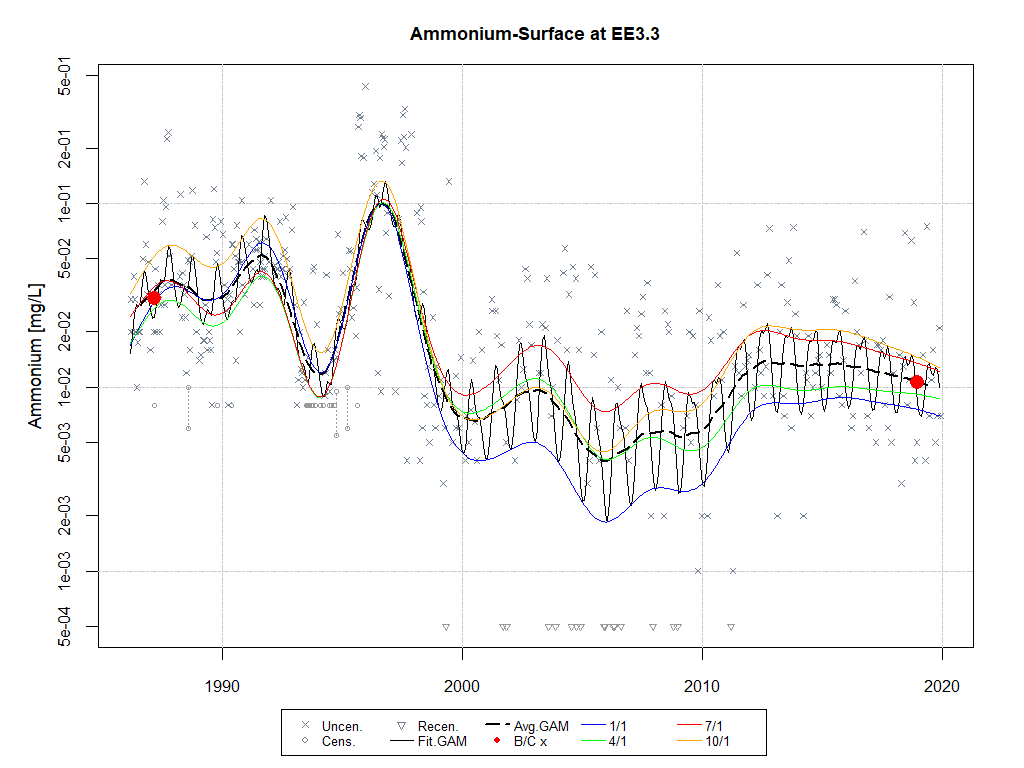 Ammonium-Surface at EE3.3
Ammonium [mg/L]
5e-01
2e-01
1e-01
5e-02
2e-02
1e-02
5e-03
2e-03
1e-03
5e-04
1990 2000 2010 2020
Uncen. Recen. Avg.GAM 1/1 7/1
Cens. Fit.GAM B/C x 4/1 10/1